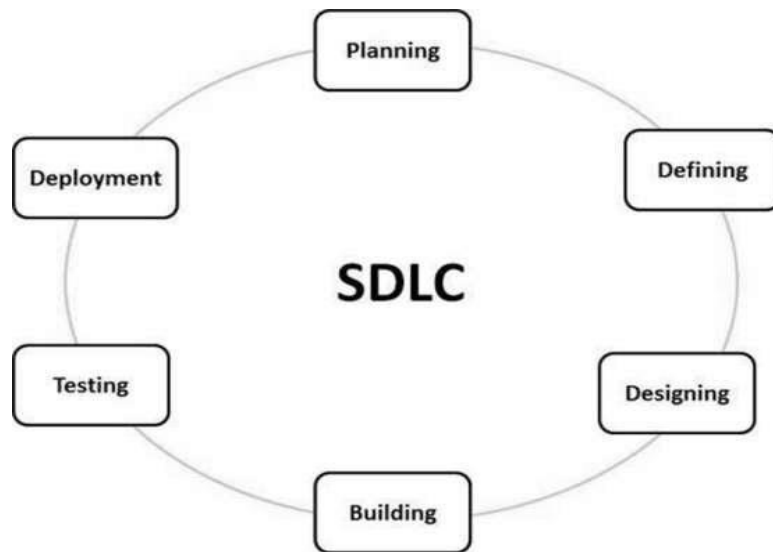 Planning
Defining
Designing
Building
Testing
Deployment
SDLC